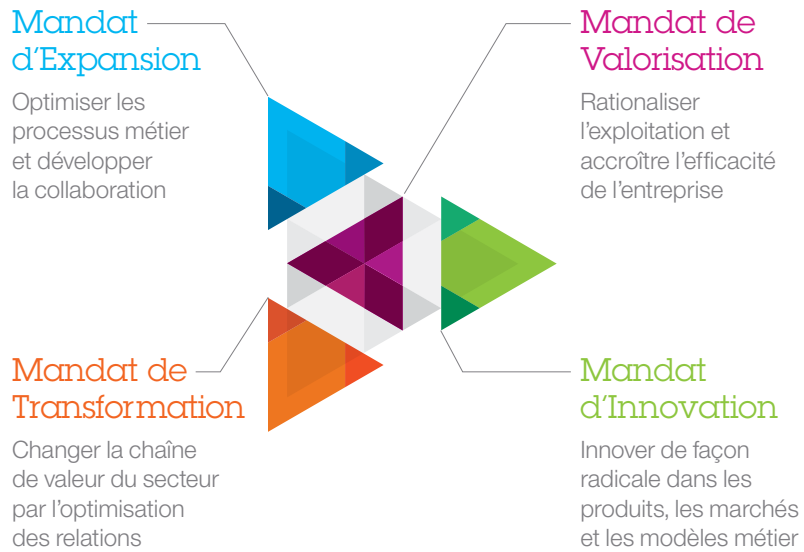 Mandat
d'Expansion
Optimiser les
processus métier
et développer
la collaboration
Mandat de
Valorisation
Rationaliser
l'exploitation et
accroître l'efficacité
de l'entreprise
Mandat de
Transformation
Changer la chaîne
de valeur du secteur
par l'optimisation
des relations
Mandat
d'Innovation
Innover de façon
radicale dans les
produits, les marchés
et les modèles métier